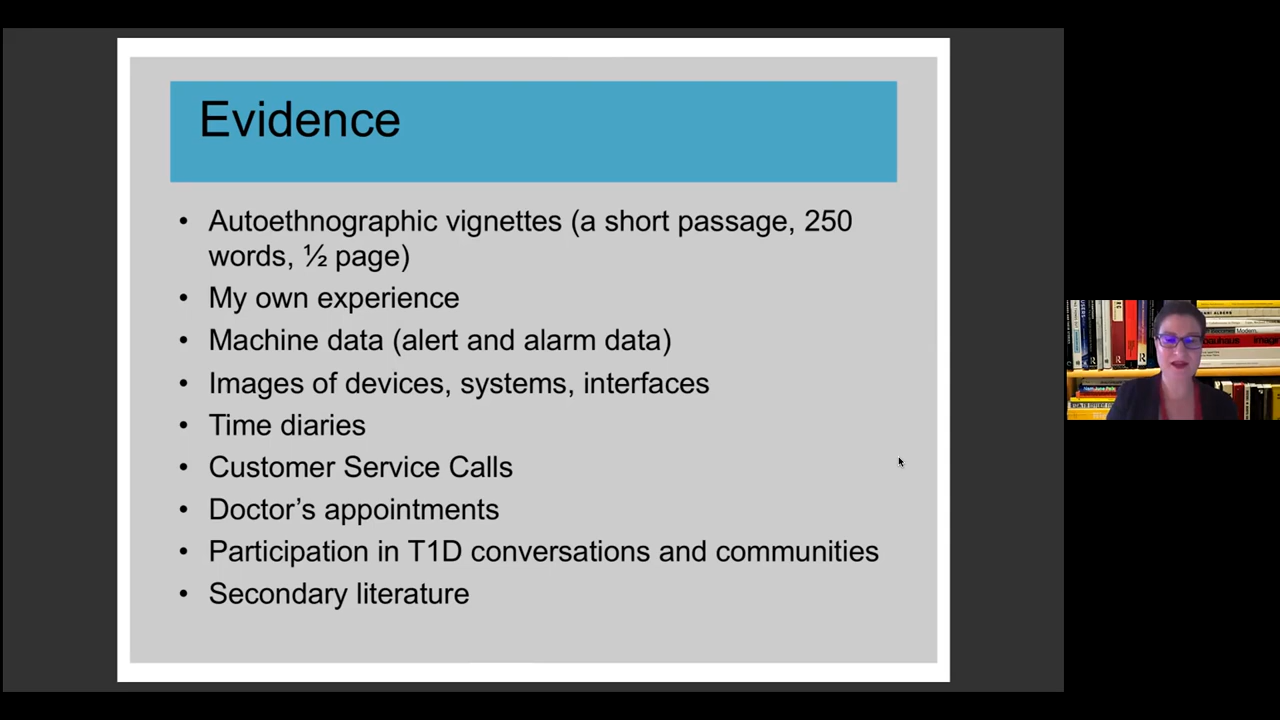 Evidence
• Autoethnographic vignettes (a short passage, 250
words, ½ page)
• My own experience
• Machine data (alert and alarm data)
• Images of devices, systems, interfaces
• Time diaries
• Customer Service Calls
• Doctor’s appointments
• Participation in T1D conversations and communities
• Secondary literature